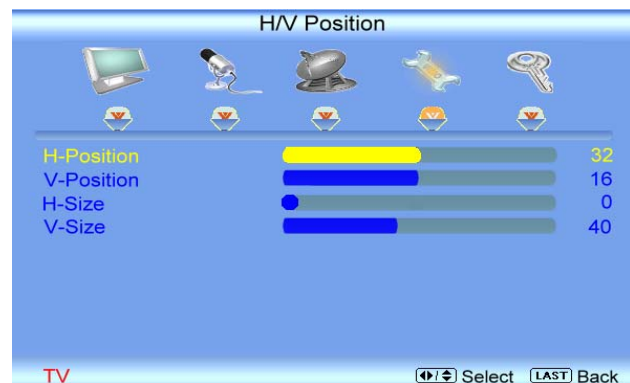 H/V Position
H-Position 32
V-Position 16
H-Size 0
V-Size 40
TV Select LAST Back